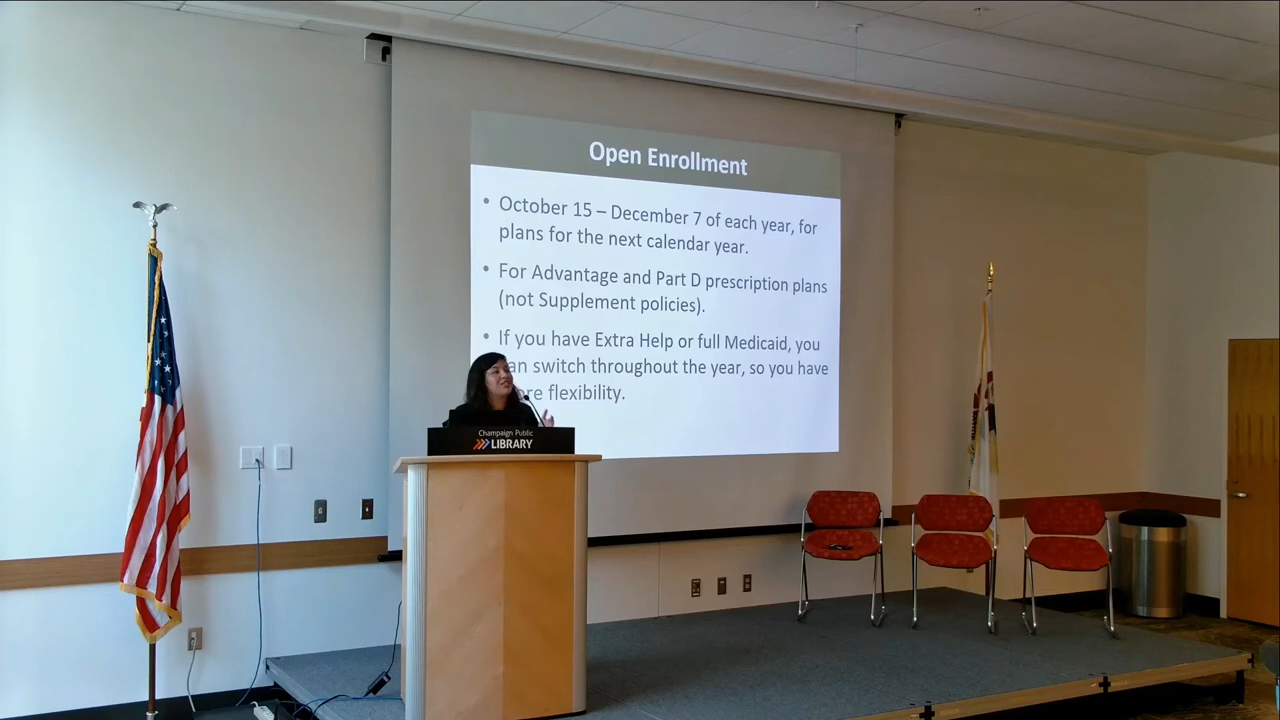 Open Enrollment
• October 15 – December 7 of each year, for
plans for the next calendar year.
• For Advantage and Part D prescription plans
(not Supplement policies).
• If you have Extra Help or full Medicaid, you
an switch throughout the year, so you have
re flexibility.
Champaign Public
LIBRARY